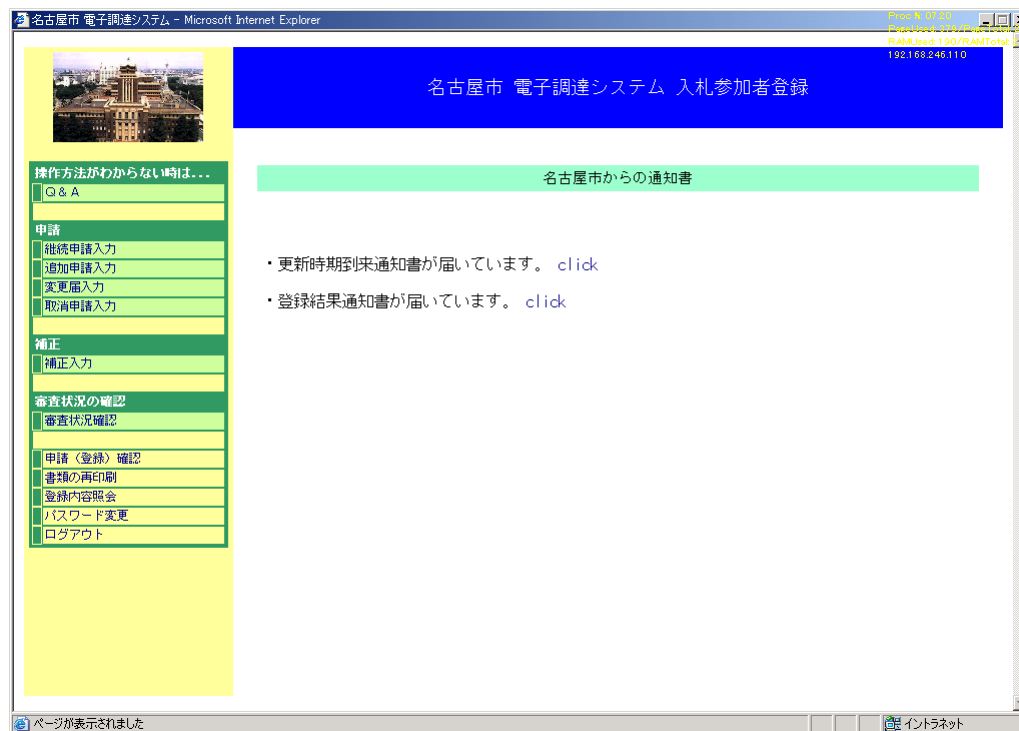 名古屋市 電子調達システム - Microsoft Internet Explorer
192.168.246.110
名古屋市 電子調達システム 入札参加者登録
操作方法がわからない時は...
Q & A
申請
継続申請入力
追加申請入力
変更届入力
取消申請入力
補正
補正入力
審査状況の確認
審査状況確認
申請（登録）確認
書類の再印刷
登録内容照会
パスワード変更
ログアウト
名古屋市からの通知書
・更新時期到来通知書が届いています。 click
・登録結果通知書が届いています。 click
ページが表示されました
イントラネット